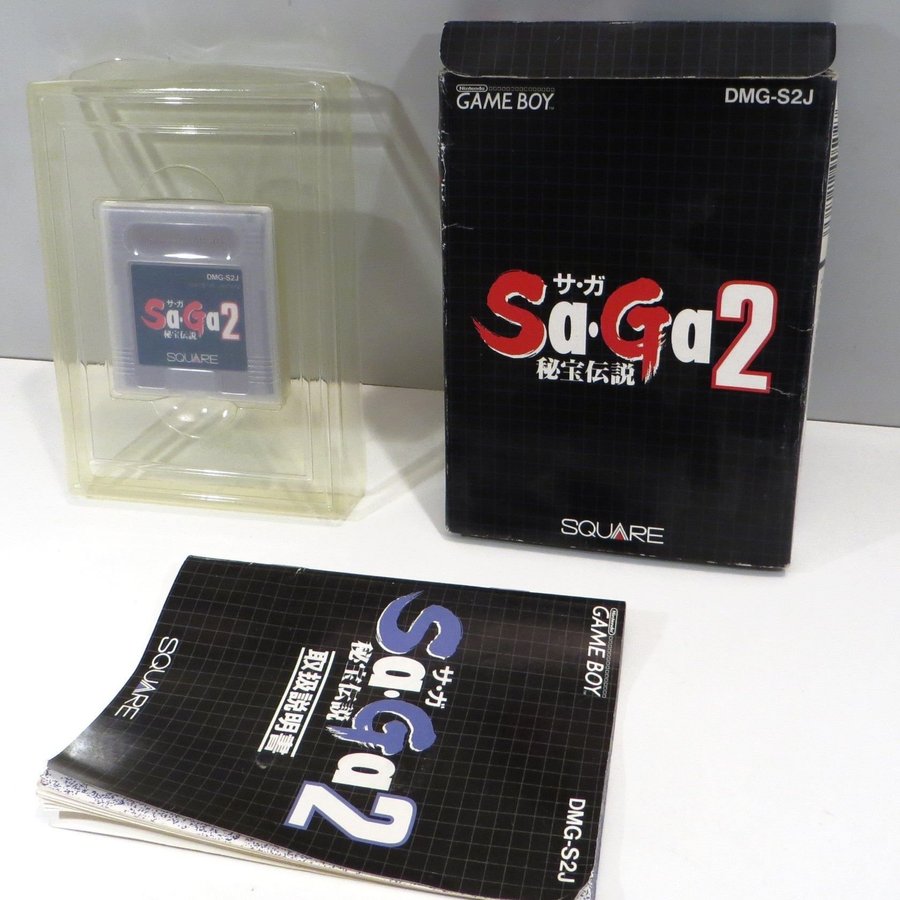 DMG-S2J
サ・ガ
Sa・Ga2
秘宝伝説
SQUARE
Nintendo
GAME BOY™
DMG-S2J
サ・ガ
Sa・Ga2
秘宝伝説
SQUARE
Nintendo
GAME BOY
DMG-S2J
サ・ガ
Sa・Ga2
秘宝伝説
取扱説明書
SQUARE